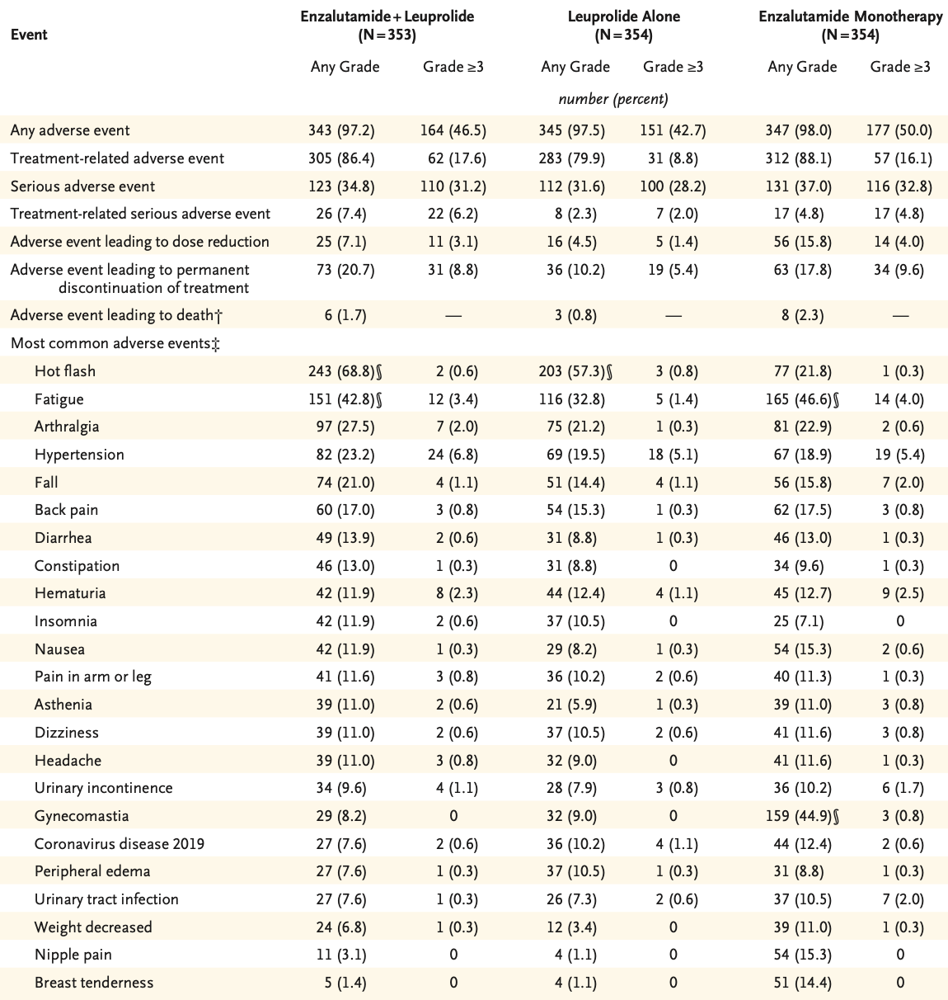 Enzalutamide + Leuprolide Leuprolide Alone Enzalutamide Monotherapy
Event (N = 353) (N = 354) (N = 354)
Any Grade Grade ≥3 Any Grade Grade ≥3 Any Grade Grade ≥3
number (percent)
Any adverse event 343 (97.2) 164 (46.5) 345 (97.5) 151 (42.7) 347 (98.0) 177 (50.0)
Treatment-related adverse event 305 (86.4) 62 (17.6) 283 (79.9) 31 (8.8) 312 (88.1) 57 (16.1)
Serious adverse event 123 (34.8) 110 (31.2) 112 (31.6) 100 (28.2) 131 (37.0) 116 (32.8)
Treatment-related serious adverse event 26 (7.4) 22 (6.2) 8 (2.3) 7 (2.0) 17 (4.8) 17 (4.8)
Adverse event leading to dose reduction 25 (7.1) 11 (3.1) 16 (4.5) 5 (1.4) 56 (15.8) 14 (4.0)
Adverse event leading to permanent 73 (20.7) 31 (8.8) 36 (10.2) 19 (5.4) 63 (17.8) 34 (9.6)
discontinuation of treatment
Adverse event leading to death† 6 (1.7) — 3 (0.8) — 8 (2.3) —
Most common adverse events‡
Hot flash 243 (68.8)§ 2 (0.6) 203 (57.3)§ 3 (0.8) 77 (21.8) 1 (0.3)
Fatigue 151 (42.8)§ 12 (3.4) 116 (32.8) 5 (1.4) 165 (46.6)§ 14 (4.0)
Arthralgia 97 (27.5) 7 (2.0) 75 (21.2) 1 (0.3) 81 (22.9) 2 (0.6)
Hypertension 82 (23.2) 24 (6.8) 69 (19.5) 18 (5.1) 67 (18.9) 19 (5.4)
Fall 74 (21.0) 4 (1.1) 51 (14.4) 4 (1.1) 56 (15.8) 7 (2.0)
Back pain 60 (17.0) 3 (0.8) 54 (15.3) 1 (0.3) 62 (17.5) 3 (0.8)
Diarrhea 49 (13.9) 2 (0.6) 31 (8.8) 1 (0.3) 46 (13.0) 1 (0.3)
Constipation 46 (13.0) 1 (0.3) 31 (8.8) 0 34 (9.6) 1 (0.3)
Hematuria 42 (11.9) 8 (2.3) 44 (12.4) 4 (1.1) 45 (12.7) 9 (2.5)
Insomnia 42 (11.9) 2 (0.6) 37 (10.5) 0 25 (7.1) 0
Nausea 42 (11.9) 1 (0.3) 29 (8.2) 1 (0.3) 54 (15.3) 2 (0.6)
Pain in arm or leg 41 (11.6) 3 (0.8) 36 (10.2) 2 (0.6) 40 (11.3) 1 (0.3)
Asthenia 39 (11.0) 2 (0.6) 21 (5.9) 1 (0.3) 39 (11.0) 3 (0.8)
Dizziness 39 (11.0) 2 (0.6) 37 (10.5) 2 (0.6) 41 (11.6) 3 (0.8)
Headache 39 (11.0) 3 (0.8) 32 (9.0) 0 41 (11.6) 1 (0.3)
Urinary incontinence 34 (9.6) 4 (1.1) 28 (7.9) 3 (0.8) 36 (10.2) 6 (1.7)
Gynecomastia 29 (8.2) 0 32 (9.0) 0 159 (44.9)§ 3 (0.8)
Coronavirus disease 2019 27 (7.6) 2 (0.6) 36 (10.2) 4 (1.1) 44 (12.4) 2 (0.6)
Peripheral edema 27 (7.6) 1 (0.3) 37 (10.5) 1 (0.3) 31 (8.8) 1 (0.3)
Urinary tract infection 27 (7.6) 1 (0.3) 26 (7.3) 2 (0.6) 37 (10.5) 7 (2.0)
Weight decreased 24 (6.8) 1 (0.3) 12 (3.4) 0 39 (11.0) 1 (0.3)
Nipple pain 11 (3.1) 0 4 (1.1) 0 54 (15.3) 0
Breast tenderness 5 (1.4) 0 4 (1.1) 0 51 (14.4) 0